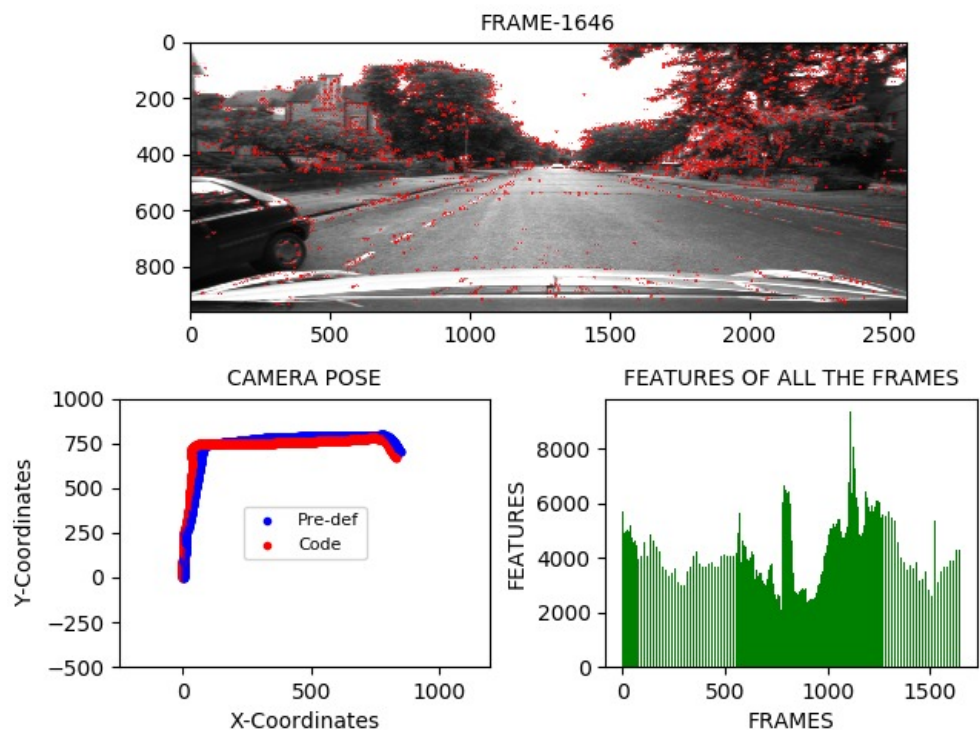 FRAME-1646
0
200
400
600
800
0 500 1000 1500 2000 2500
CAMERA POSE
1000
750
500
250
0
−250
−500
Y-Coordinates
Pre-def
Code
0 500 1000
X-Coordinates
FEATURES OF ALL THE FRAMES
8000
6000
4000
2000
0
FEATURES
0 500 1000 1500
FRAMES